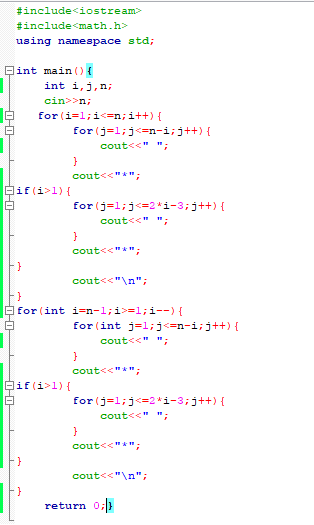 #include<iostream>
#include<math.h>
using namespace std;

int main(){
    int i,j,n;
    cin>>n;
   for(i=1;i<=n;i++){
        for(j=1;j<=n-i;j++){
            cout<<" ";
        }
        cout<<"*";
if(i>1){
        for(j=1;j<=2*i-3;j++){
            cout<<" ";
        }
        cout<<"*";
}
        cout<<"\n";
}
for(int i=n-1;i>=1;i--){
        for(int j=1;j<=n-i;j++){
            cout<<" ";
        }
        cout<<"*";
if(i>1){
        for(j=1;j<=2*i-3;j++){
            cout<<" ";
        }
        cout<<"*";
}
        cout<<"\n";
}
    return 0;}